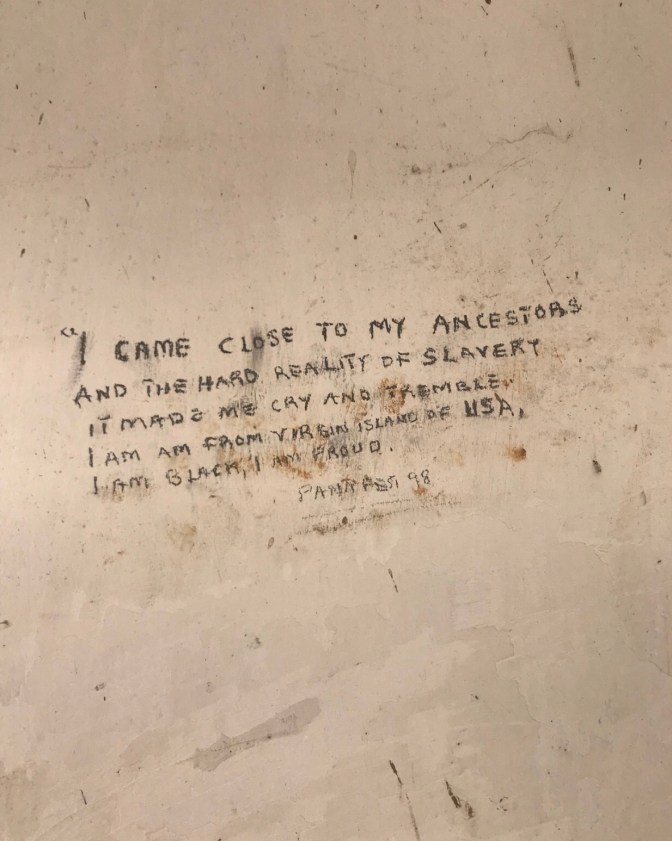 "I CAME CLOSE TO MY ANCESTORS
AND THE HARD REALITY OF SLAVERY
IT MADE ME CRY AND TREMBLE.
I AM AM FROM VIRGIN ISLAND OF USA,
I AM BLACK, I AM PROUD.
PANAFEST 98